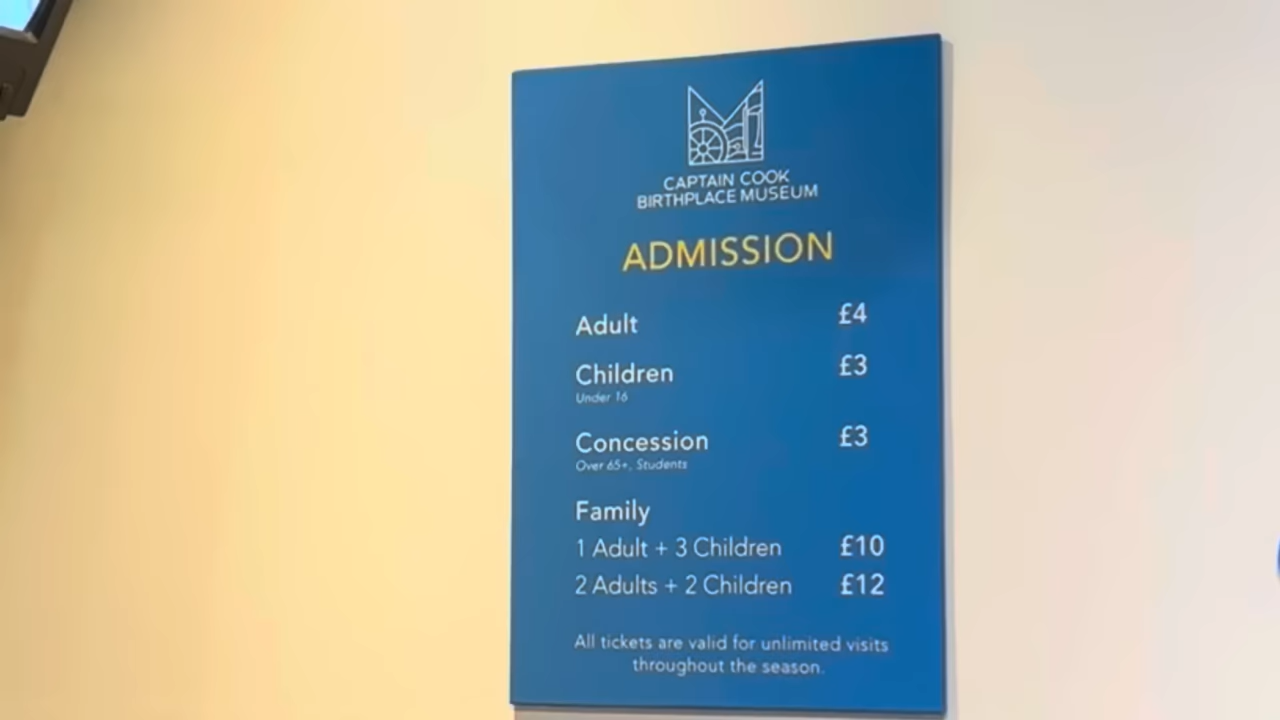 CAPTAIN COOK
BIRTHPLACE MUSEUM
ADMISSION
Adult £4
Children £3
Under 16
Concession £3
Over 65+, Students
Family
1 Adult + 3 Children £10
2 Adults + 2 Children £12
All tickets are valid for unlimited visits
throughout the season.